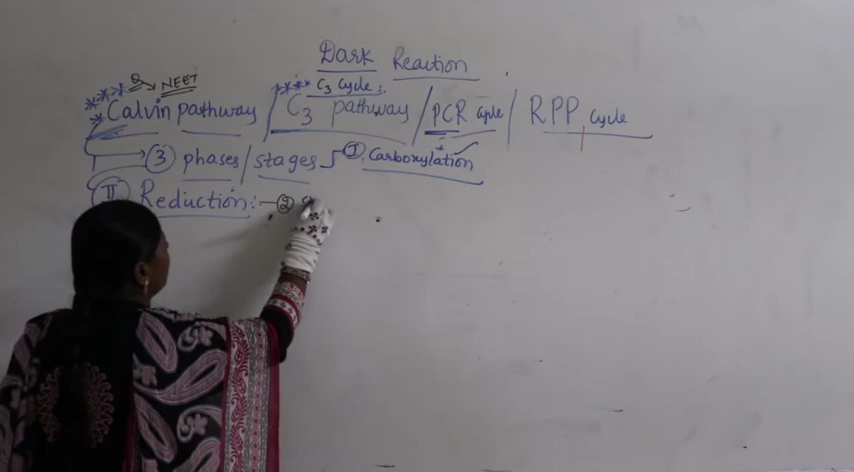 Dark Reaction
Q → NEET
*** C3 Cycle:
*** Calvin pathway / C3 pathway / PCR Cycle / RPP Cycle
→ 3 phases / stages I Carboxylation ✓
II Reduction:- 2